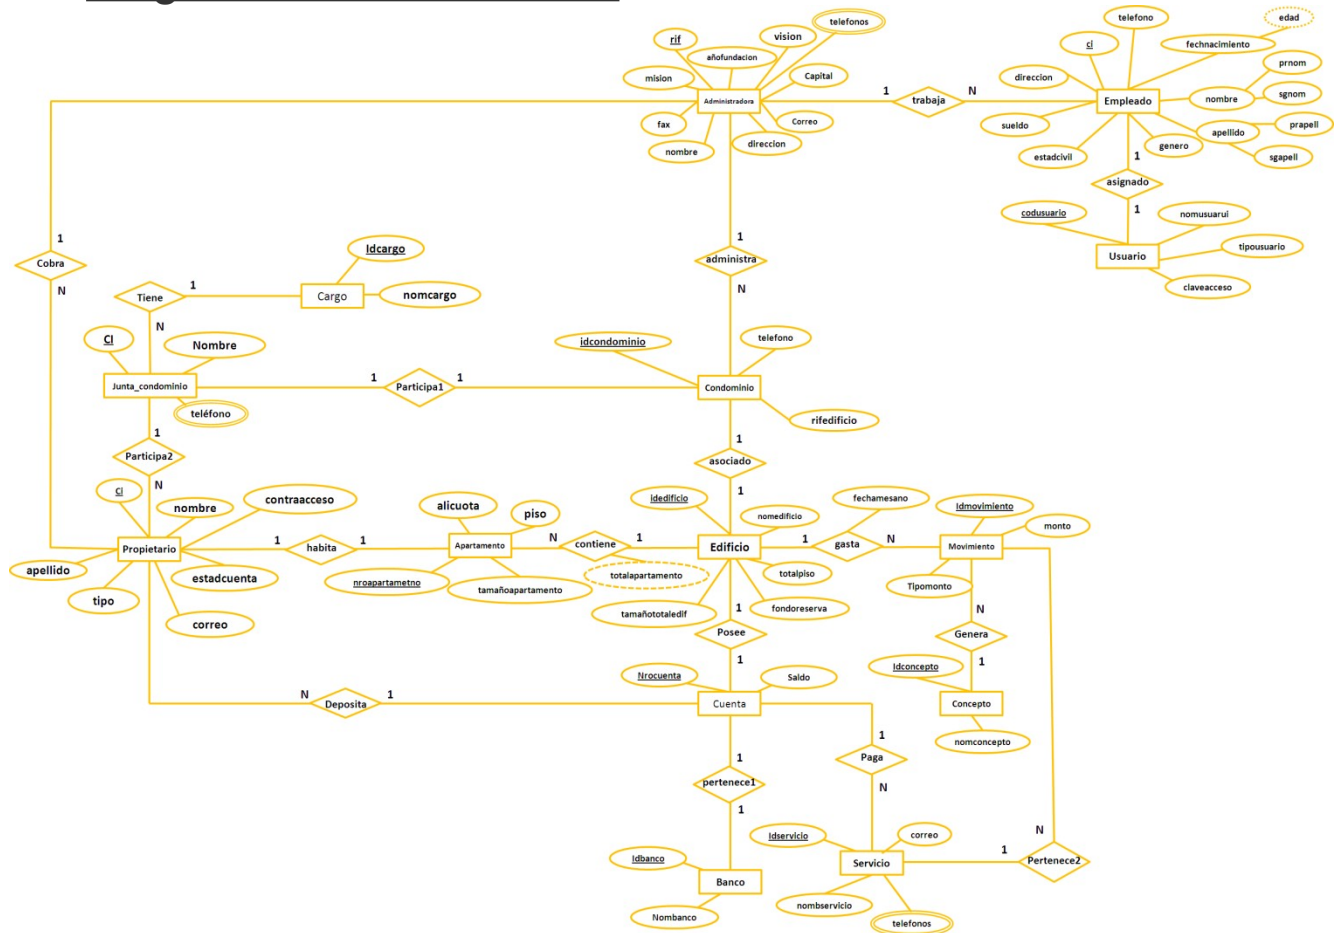 telefonos
vision
rif
añofundacion
mision
Capital
Administradora
fax
Correo
nombre
direccion
1
trabaja
N
edad
telefono
ci
fechnacimiento
prnom
direccion
Empleado
nombre
sgnom
sueldo
apellido
prapell
estadcivil
genero
sgapell
1
asignado
1
codusuario
nomusuarui
Usuario
tipousuario
claveacceso
1
Cobra
N
1
administra
N
Idcargo
Tiene
1
Cargo
nomcargo
N
CI
Nombre
Junta_condominio
teléfono
1
Participa1
1
idcondominio
telefono
Condominio
rifedificio
1
Participa2
N
1
asociado
1
CI
nombre
contraacceso
Propietario
apellido
estadcuenta
tipo
correo
1
habita
1
alicuota
piso
Apartamento
nroapartametno
tamañoapartamento
N
contiene
1
totalapartamento
idedificio
nomedificio
Edificio
totalpiso
tamañototaledif
fondoreserva
fechamesano
1
gasta
N
Idmovimiento
monto
Movimiento
Tipomonto
N
Genera
1
Idconcepto
Concepto
nomconcepto
1
Posee
1
Nrocuenta
Saldo
Cuenta
N
Deposita
1
1
Paga
N
1
pertenece1
1
Idbanco
Banco
Nombanco
Idservicio
correo
Servicio
nombservicio
telefonos
1
N
Pertenece2